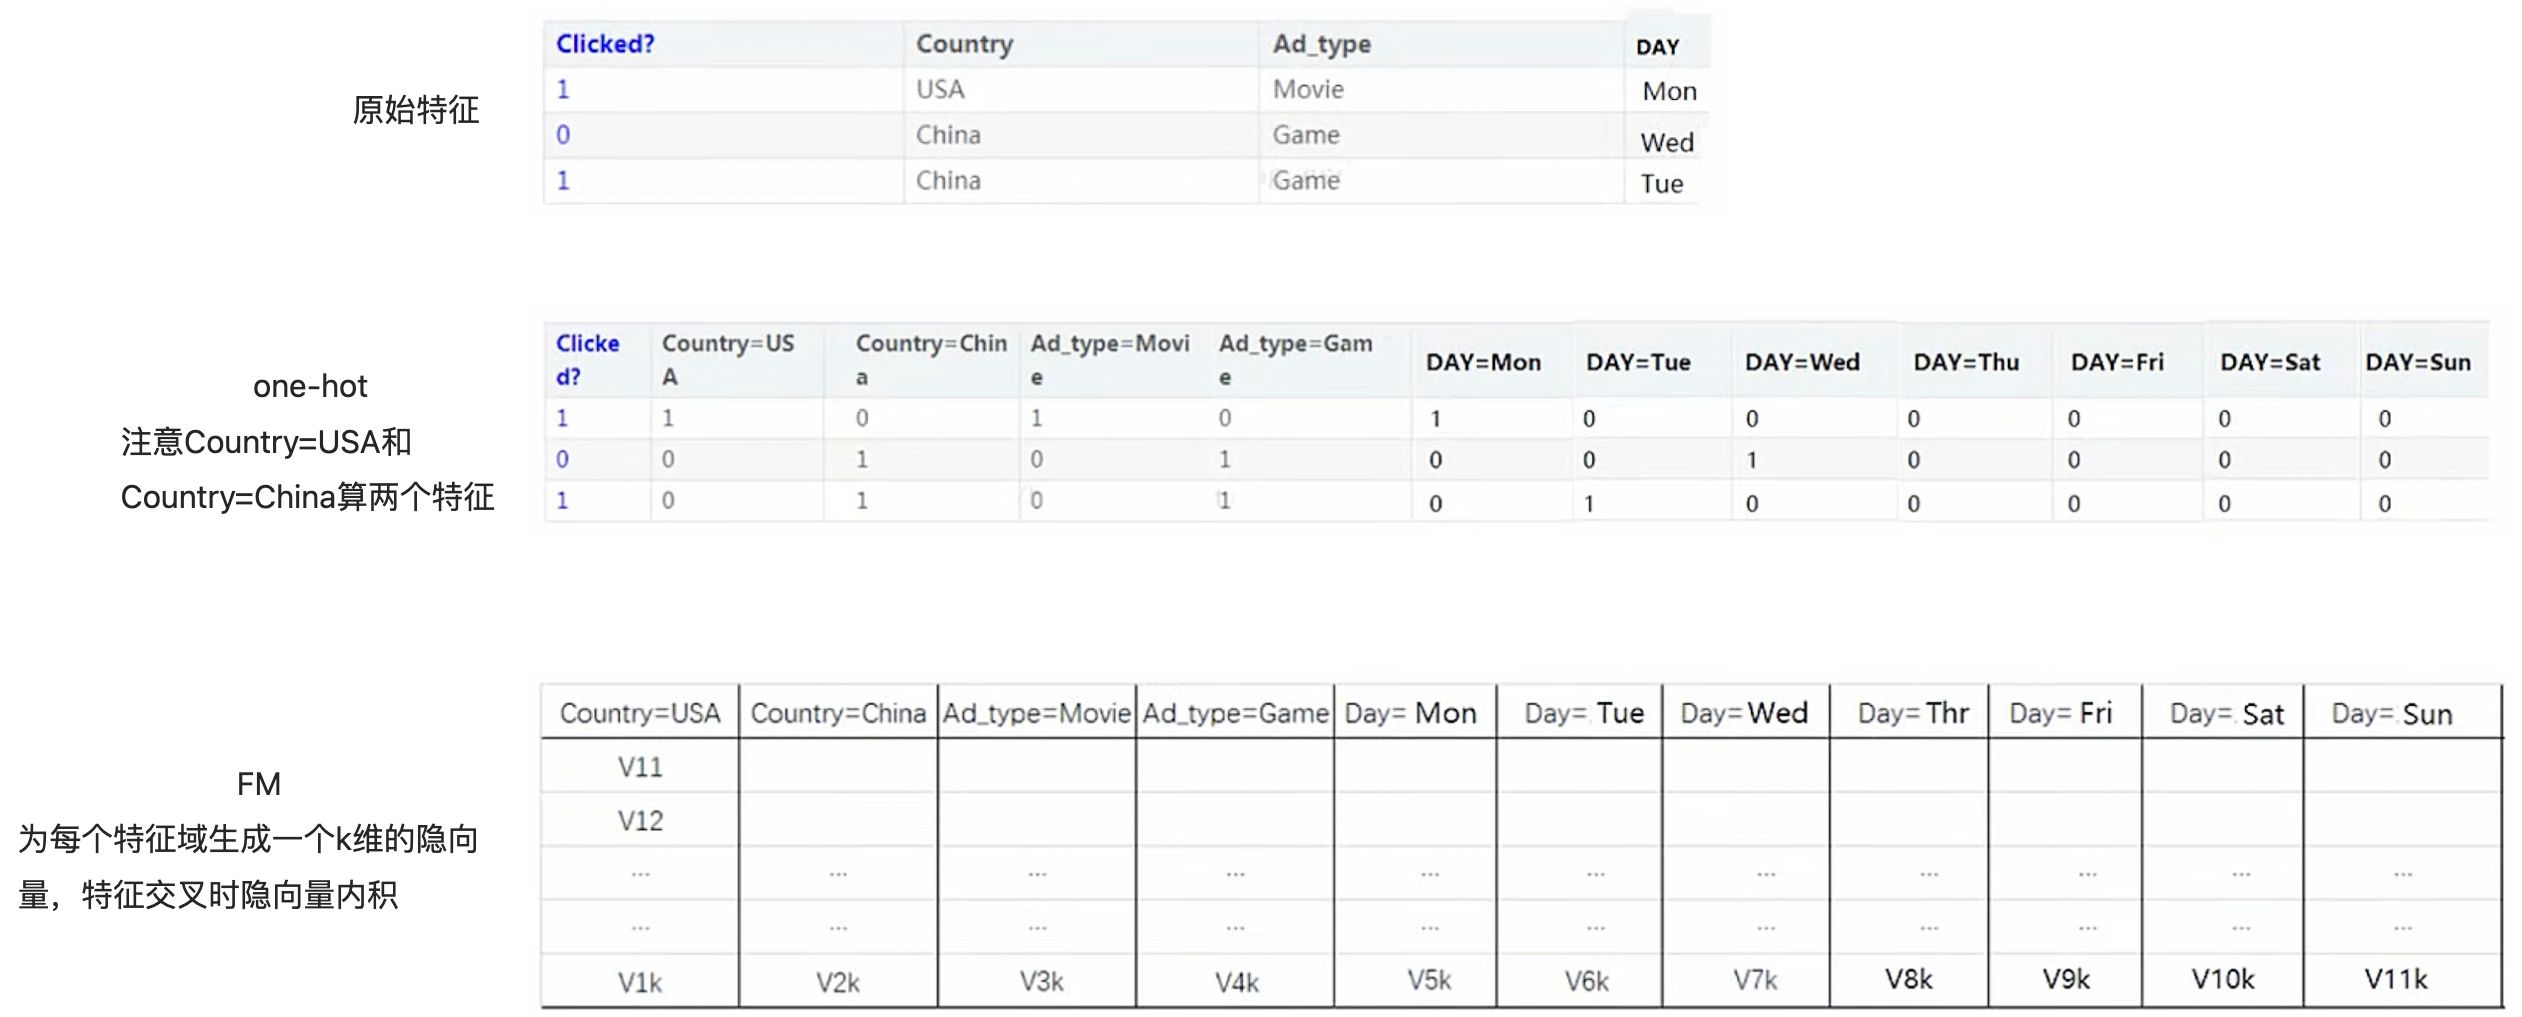 原始特征
Clicked? Country Ad_type DAY
1 USA Movie Mon
0 China Game Wed
1 China Game Tue
one-hot
注意Country=USA和
Country=China算两个特征
Clicke Country=US Country=Chin Ad_type=Movi Ad_type=Gam DAY=Mon DAY=Tue DAY=Wed DAY=Thu DAY=Fri DAY=Sat DAY=Sun
d? A a e e
1 1 0 1 0 1 0 0 0 0 0 0
0 0 1 0 1 0 0 1 0 0 0 0
1 0 1 0 1 0 1 0 0 0 0 0
FM
为每个特征域生成一个k维的隐向
量，特征交叉时隐向量内积
Country=USA Country=China Ad_type=Movie Ad_type=Game Day= Mon Day= Tue Day= Wed Day= Thr Day= Fri Day= Sat Day= Sun
V11
V12
... ... ... ... ... ... ... ... ... ... ...
... ... ... ... ... ... ... ... ... ... ...
V1k V2k V3k V4k V5k V6k V7k V8k V9k V10k V11k